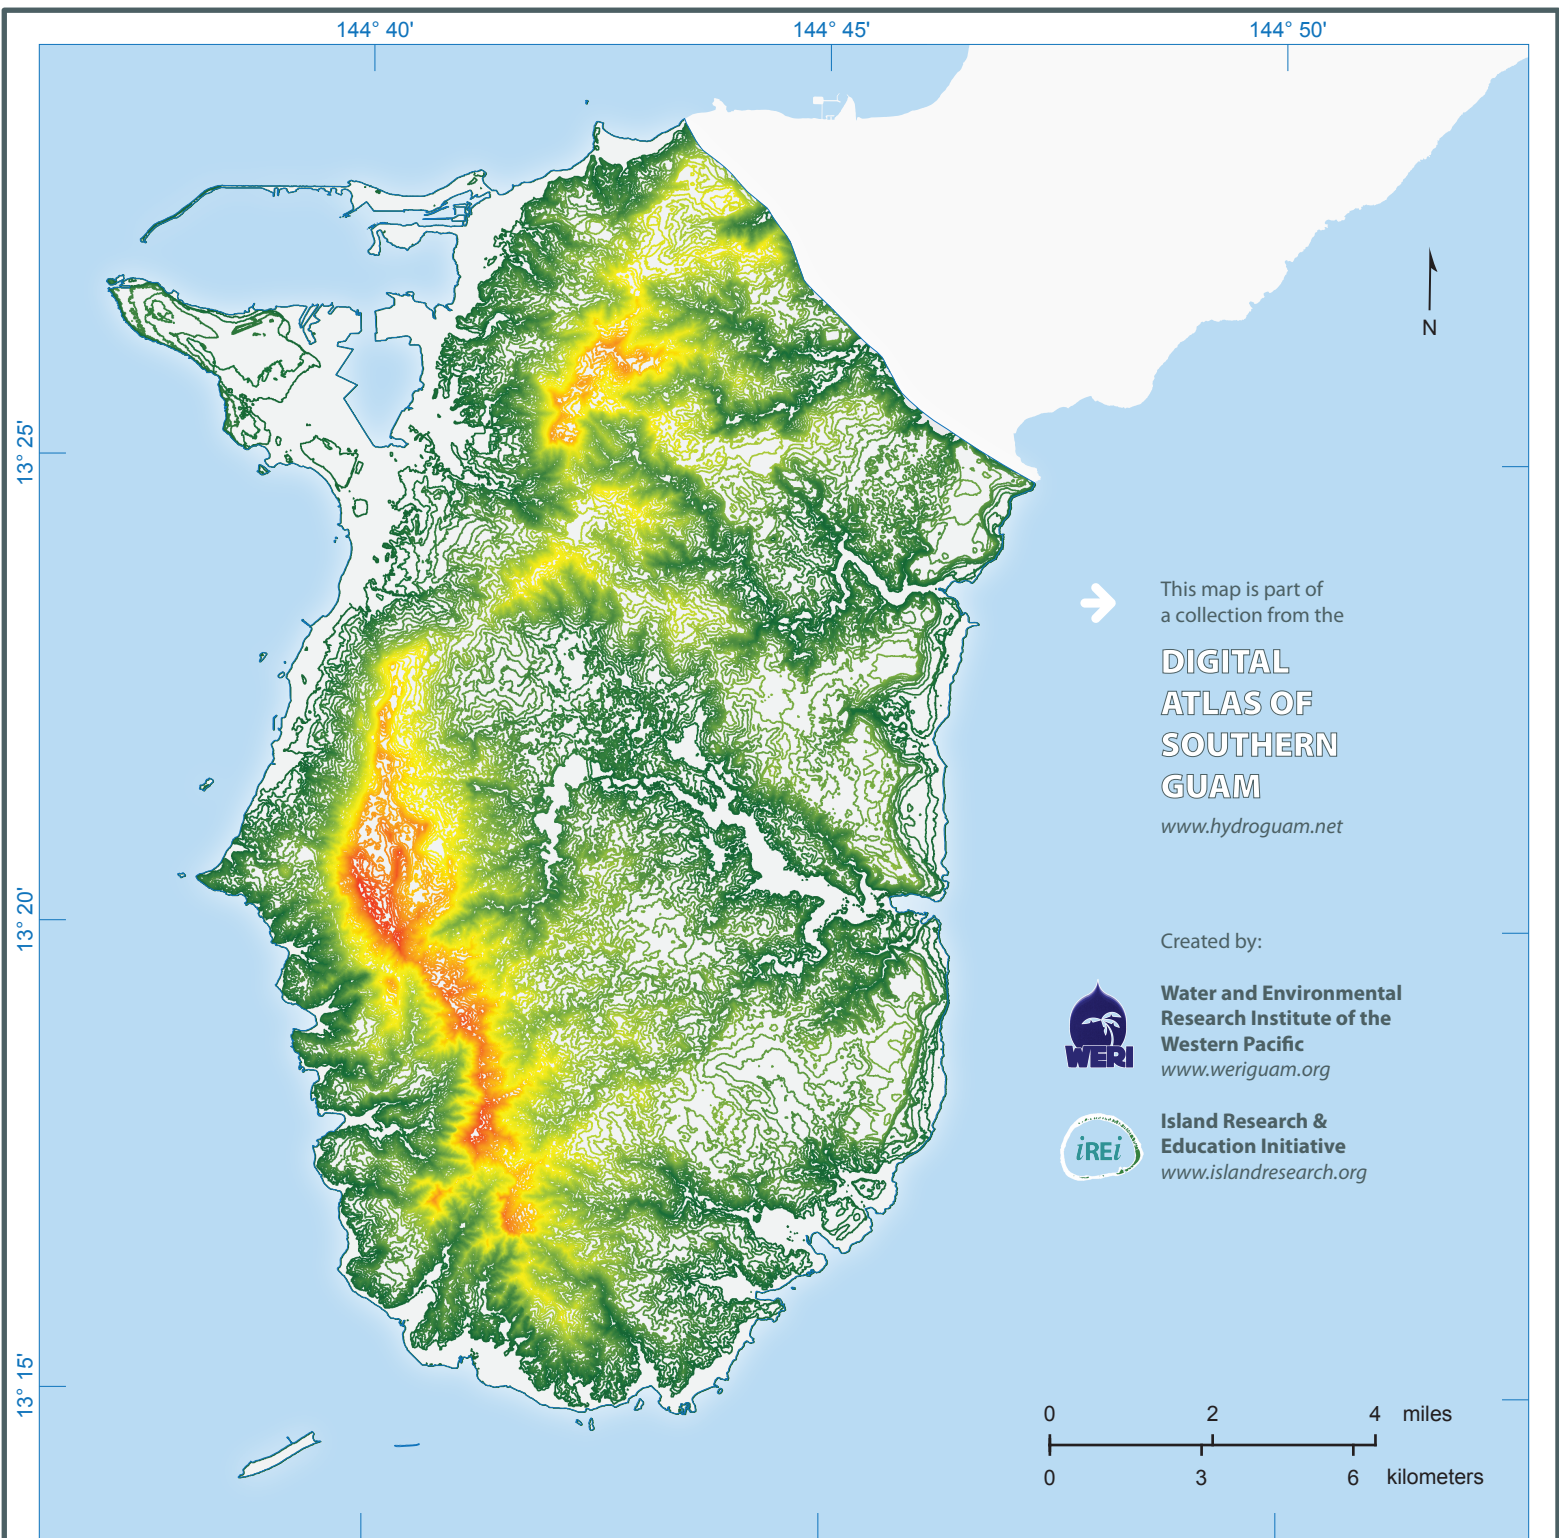 144° 40'
144° 45'
144° 50'
N
13° 25'
This map is part of
a collection from the
DIGITAL
ATLAS OF
SOUTHERN
GUAM
www.hydroguam.net
13° 20'
Created by:
WERI
Water and Environmental
Research Institute of the
Western Pacific
www.weriguam.org
iREi
Island Research &
Education Initiative
www.islandresearch.org
13° 15'
0 2 4 miles
0 3 6 kilometers